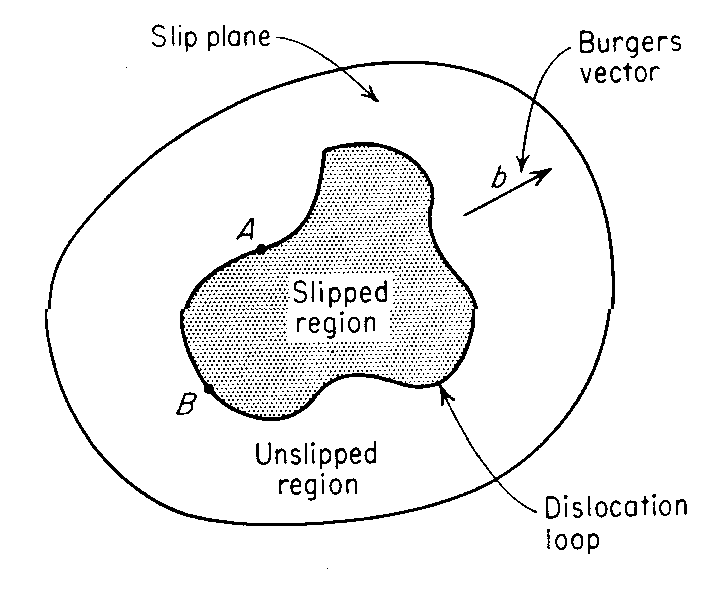 Slip plane
Burgers
vector
b
A
Slipped
region
B
Unslipped
region
Dislocation
loop